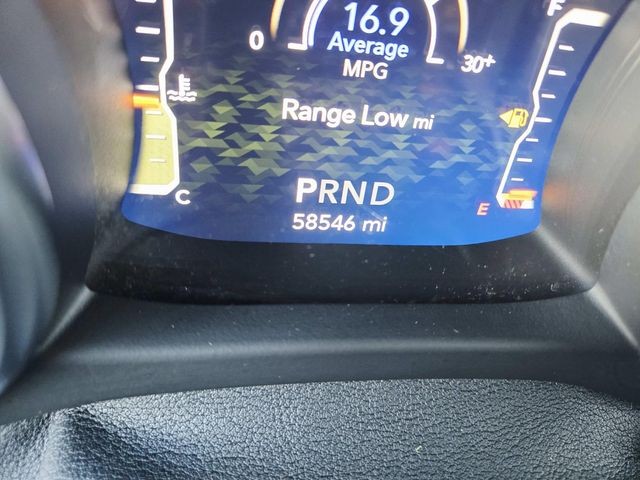 F
16.9
Average
MPG
0
30+
Range Low mi
PRND
C
E
58546 mi